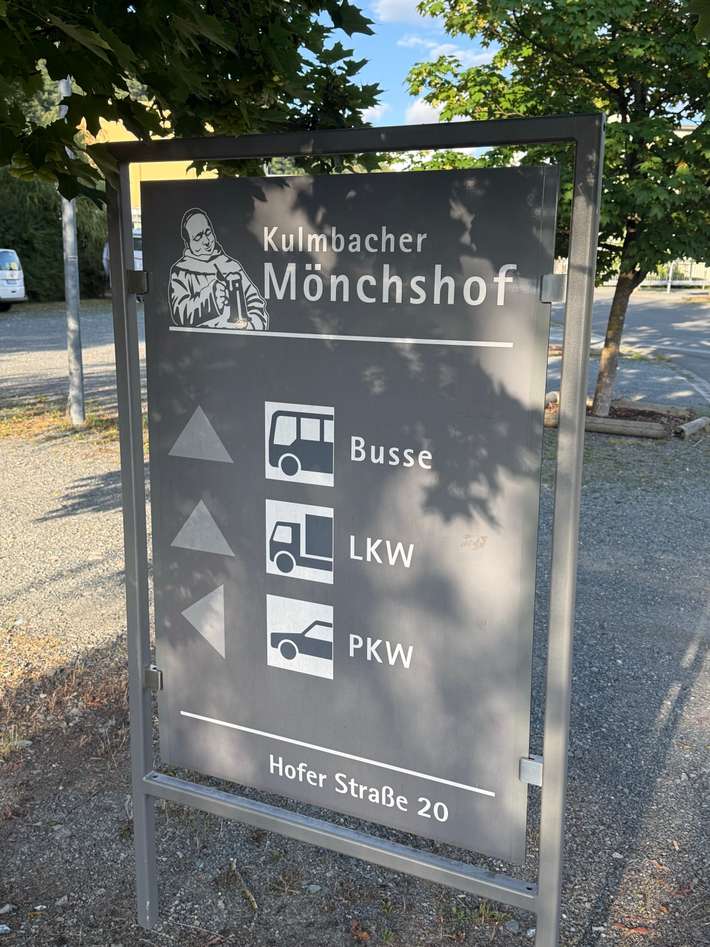 Kulmbacher
Mönchshof
Busse
LKW
PKW
Hofer Straße 20